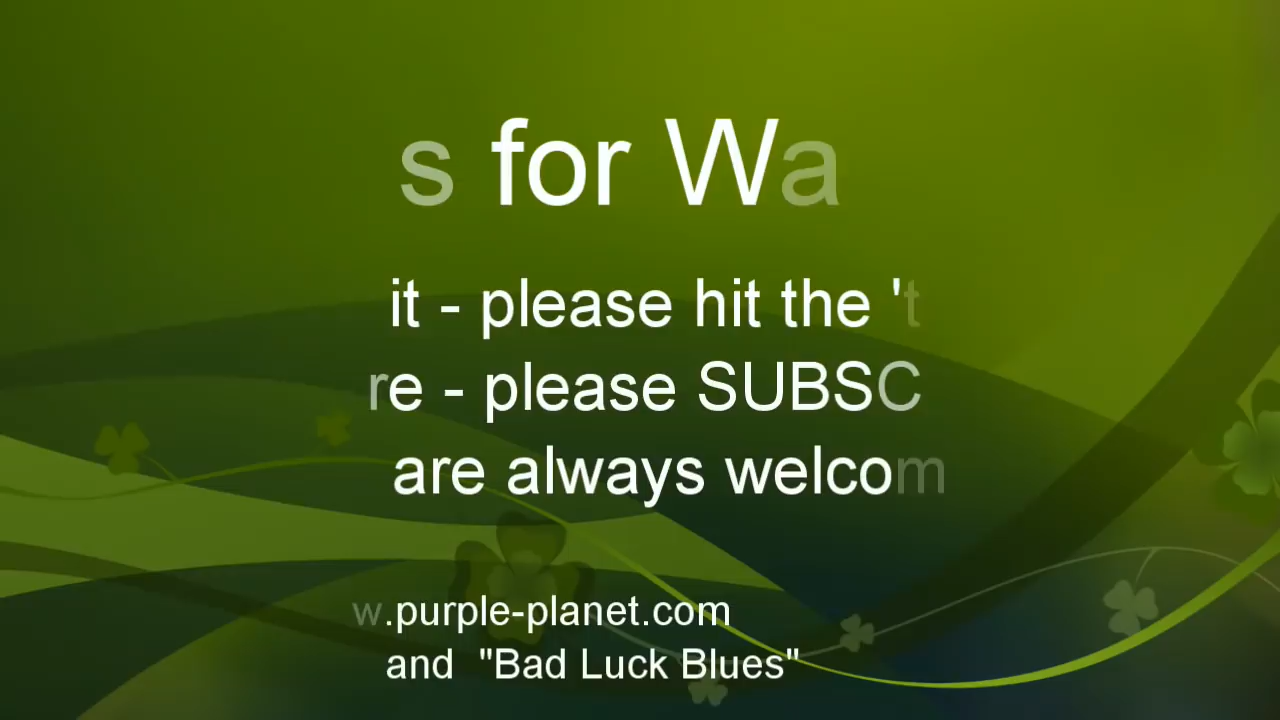 s for Wa
it - please hit the 't
re - please SUBSC
are always welcom
w.purple-planet.com
and "Bad Luck Blues"